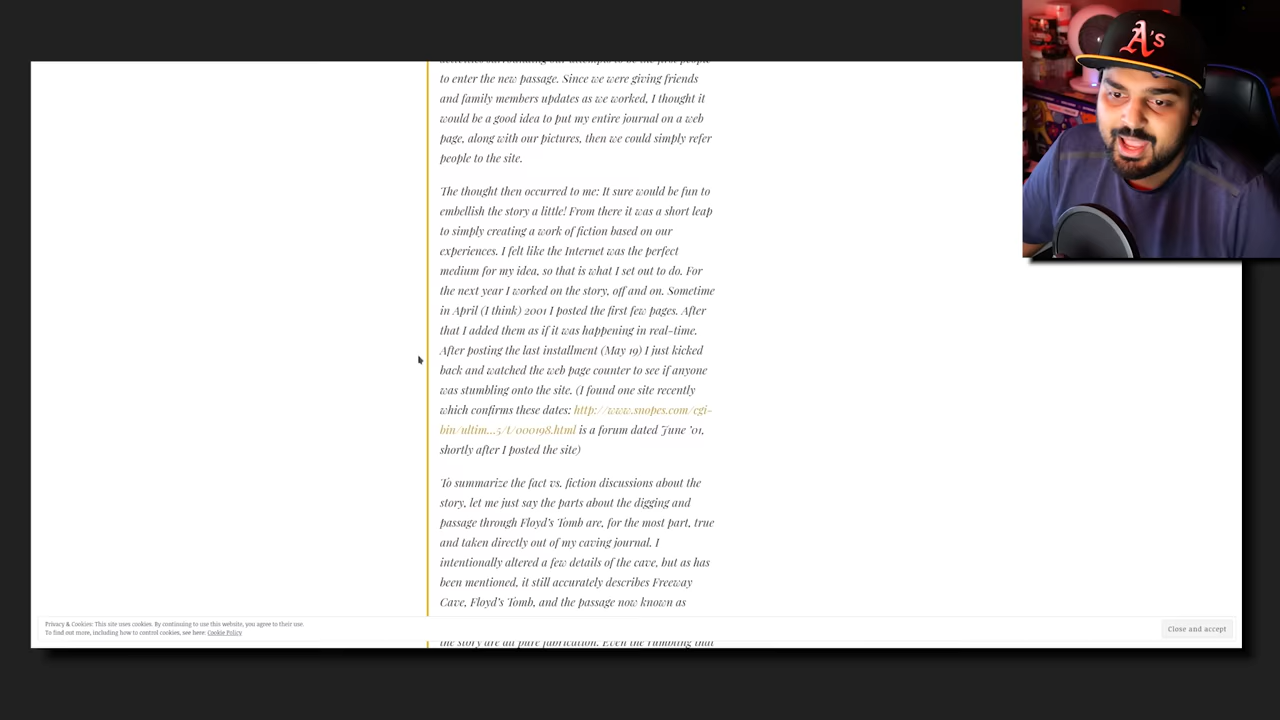 to enter the new passage. Since we were giving friends
and family members updates as we worked, I thought it
would be a good idea to put my entire journal on a web
page, along with our pictures, then we could simply refer
people to the site.
The thought then occurred to me: It sure would be fun to
embellish the story a little! From there it was a short leap
to simply creating a work of fiction based on our
experiences. I felt like the Internet was the perfect
medium for my idea, so that is what I set out to do. For
the next year I worked on the story, off and on. Sometime
in April (I think) 2001 I posted the first few pages. After
that I added them as if it was happening in real-time.
After posting the last installment (May 19) I just kicked
back and watched the web page counter to see if anyone
was stumbling onto the site. (I found one site recently
which confirms these dates: http://www.snopes.com/cgi-
bin/ultim...5/t/000198.html is a forum dated June '01,
shortly after I posted the site)
To summarize the fact vs. fiction discussions about the
story, let me just say the parts about the digging and
passage through Floyd's Tomb are, for the most part, true
and taken directly out of my caving journal. I
intentionally altered a few details of the cave, but as has
been mentioned, it still accurately describes Freeway
Cave, Floyd's Tomb, and the passage now known as
the story are all pure fabrication. Even the rumbling that
Privacy & Cookies: This site uses cookies. By continuing to use this website, you agree to their use.
To find out more, including how to control cookies, see here: Cookie Policy
Close and accept
A's